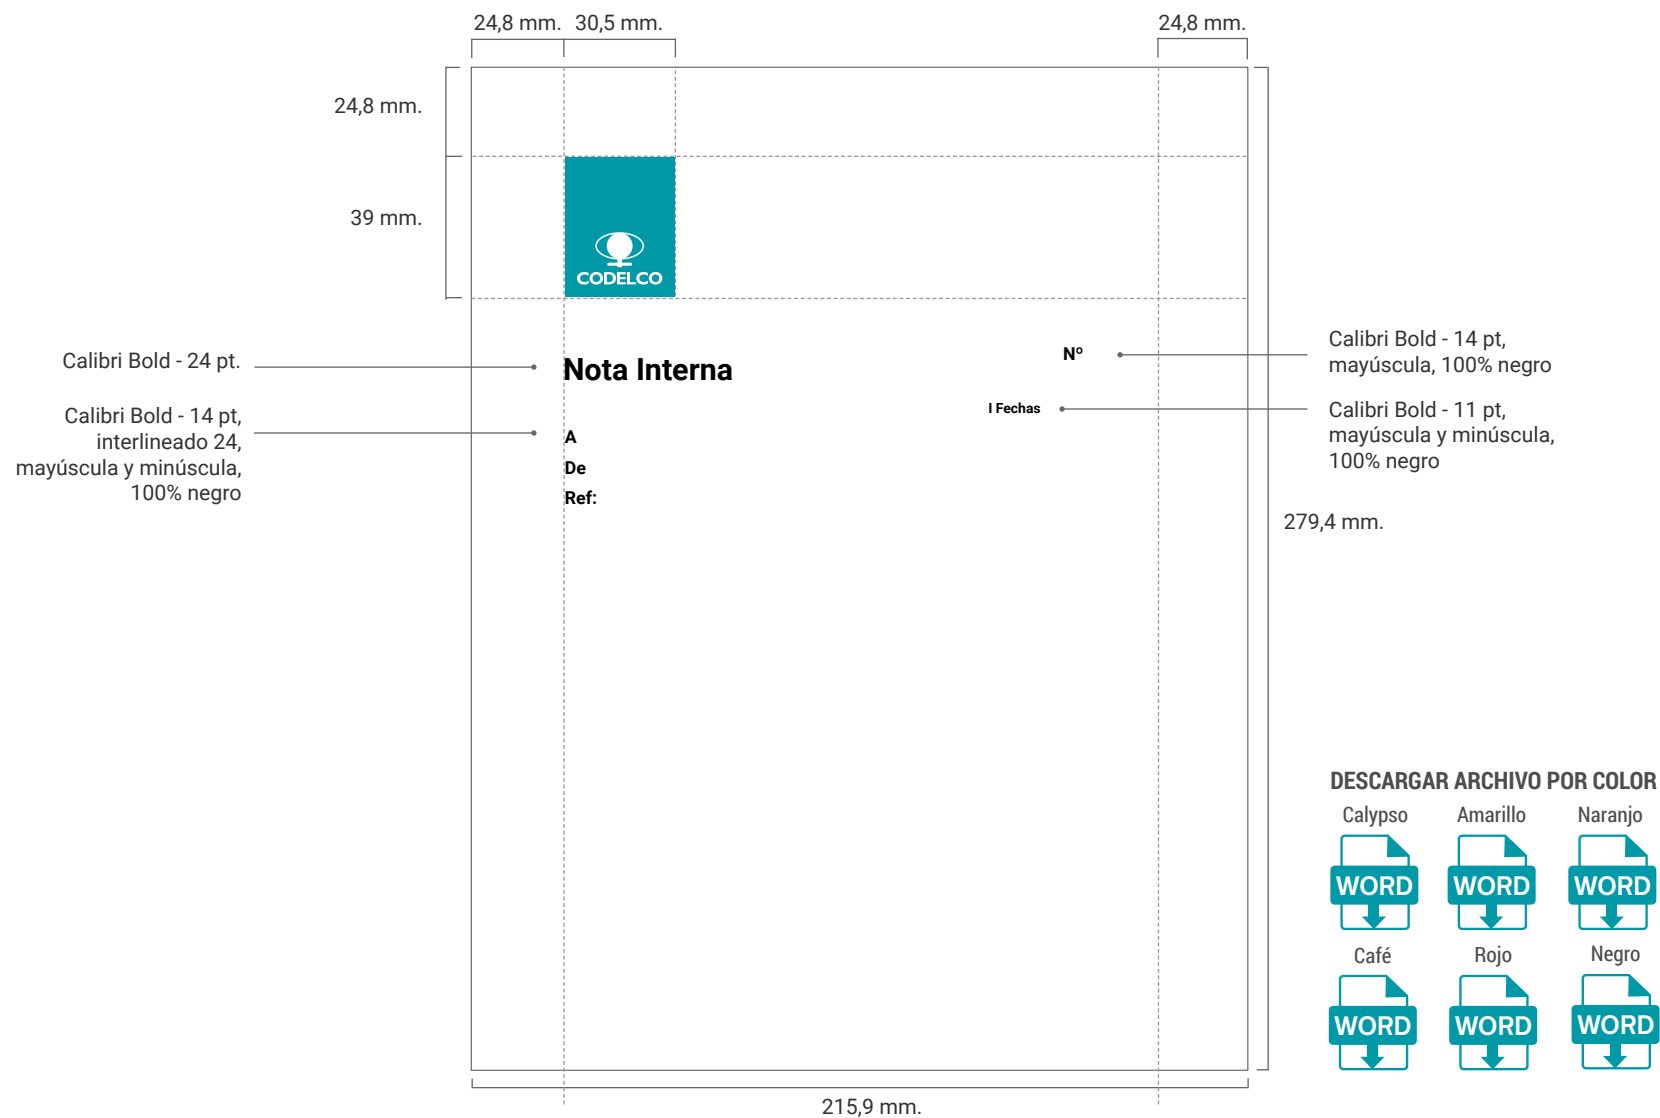 24,8 mm.
30,5 mm.
24,8 mm.
24,8 mm.
39 mm.
CODELCO
Calibri Bold - 24 pt.
Nota Interna
Nº
Calibri Bold - 14 pt,
mayúscula, 100% negro
I Fechas
Calibri Bold - 11 pt,
mayúscula y minúscula,
100% negro
Calibri Bold - 14 pt,
interlineado 24,
mayúscula y minúscula,
100% negro
A
De
Ref:
279,4 mm.
DESCARGAR ARCHIVO POR COLOR
Calypso
Amarillo
Naranjo
WORD
WORD
WORD
Café
Rojo
Negro
WORD
WORD
WORD
215,9 mm.